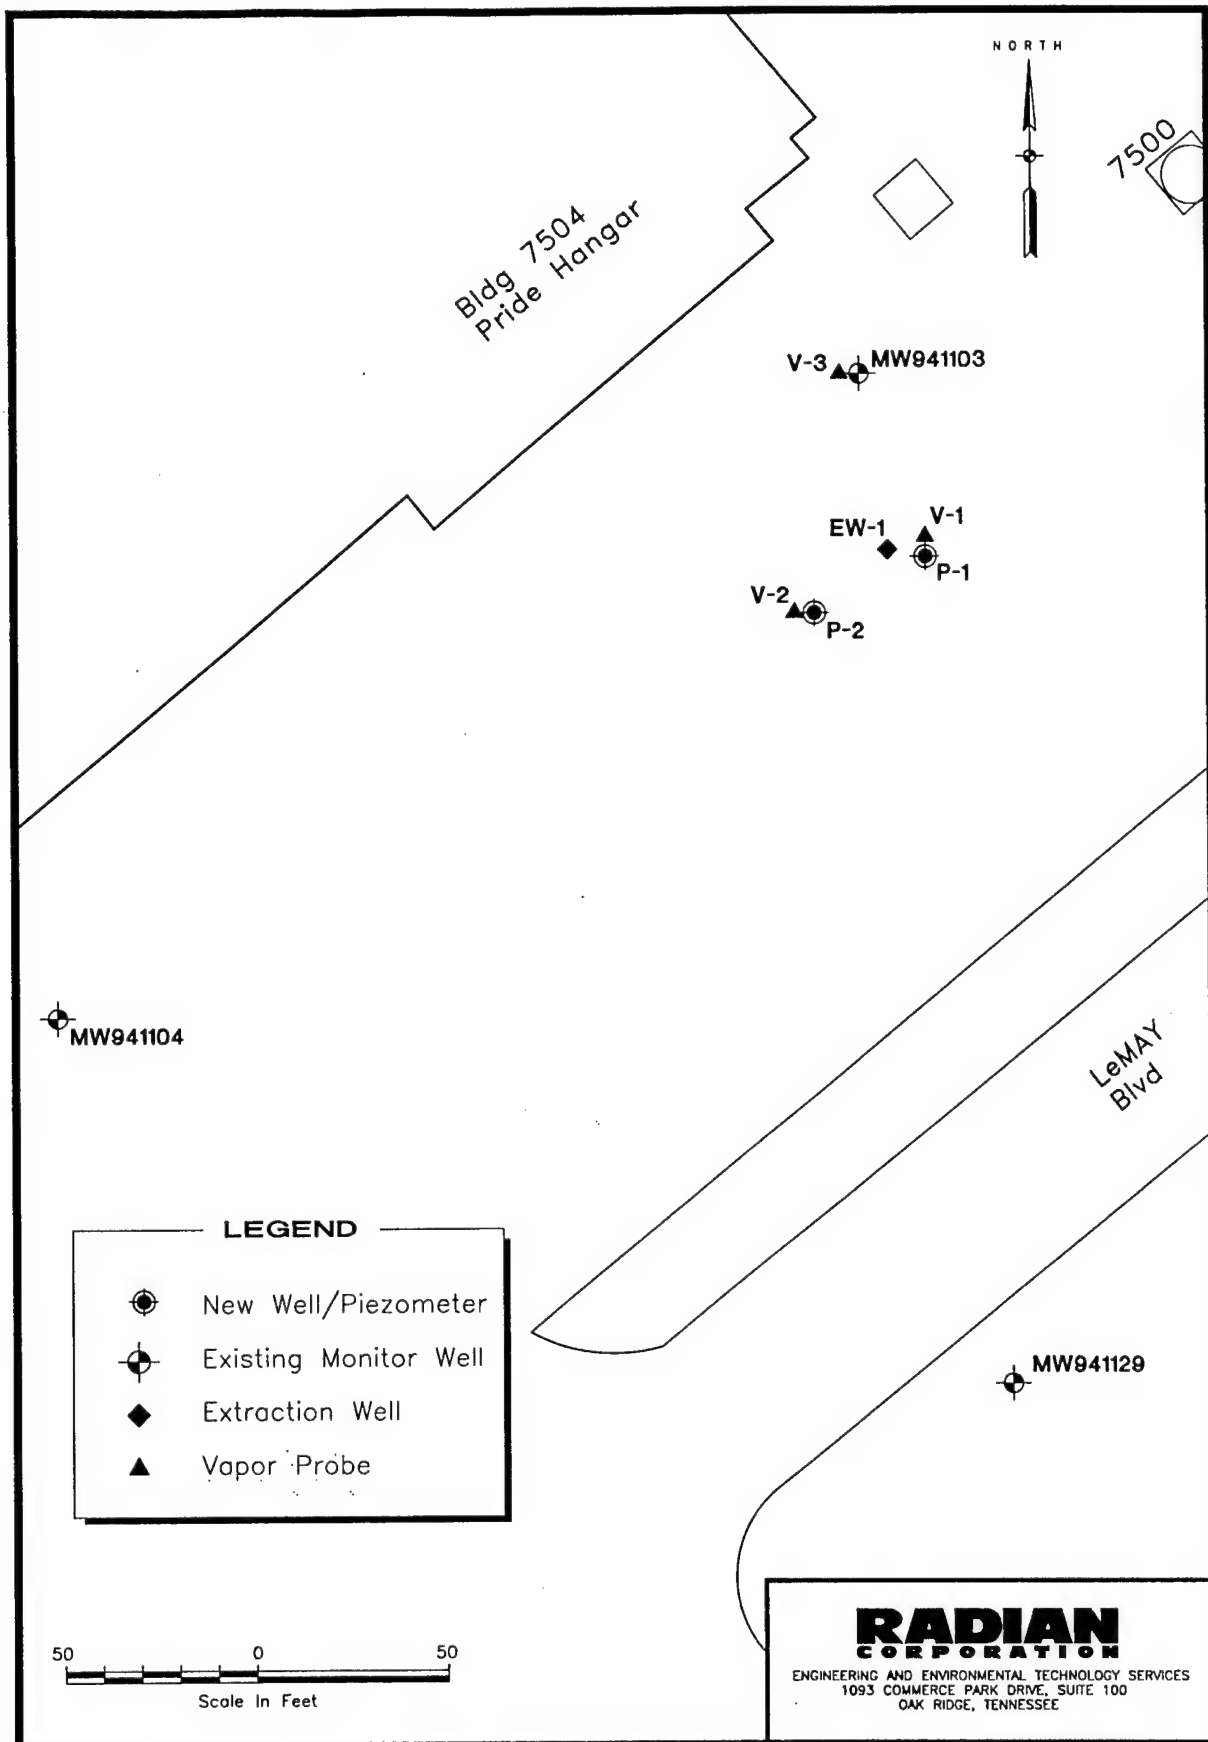 NORTH
7500
Bldg 7504
Pride Hangar
V-3
MW941103
EW-1
V-1
P-1
V-2
P-2
MW941104
LeMAY
Blvd
LEGEND
New Well/Piezometer
Existing Monitor Well
Extraction Well
Vapor Probe
MW941129
50 0 50
Scale In Feet
RADIAN
CORPORATION
ENGINEERING AND ENVIRONMENTAL TECHNOLOGY SERVICES
1093 COMMERCE PARK DRIVE, SUITE 100
OAK RIDGE, TENNESSEE